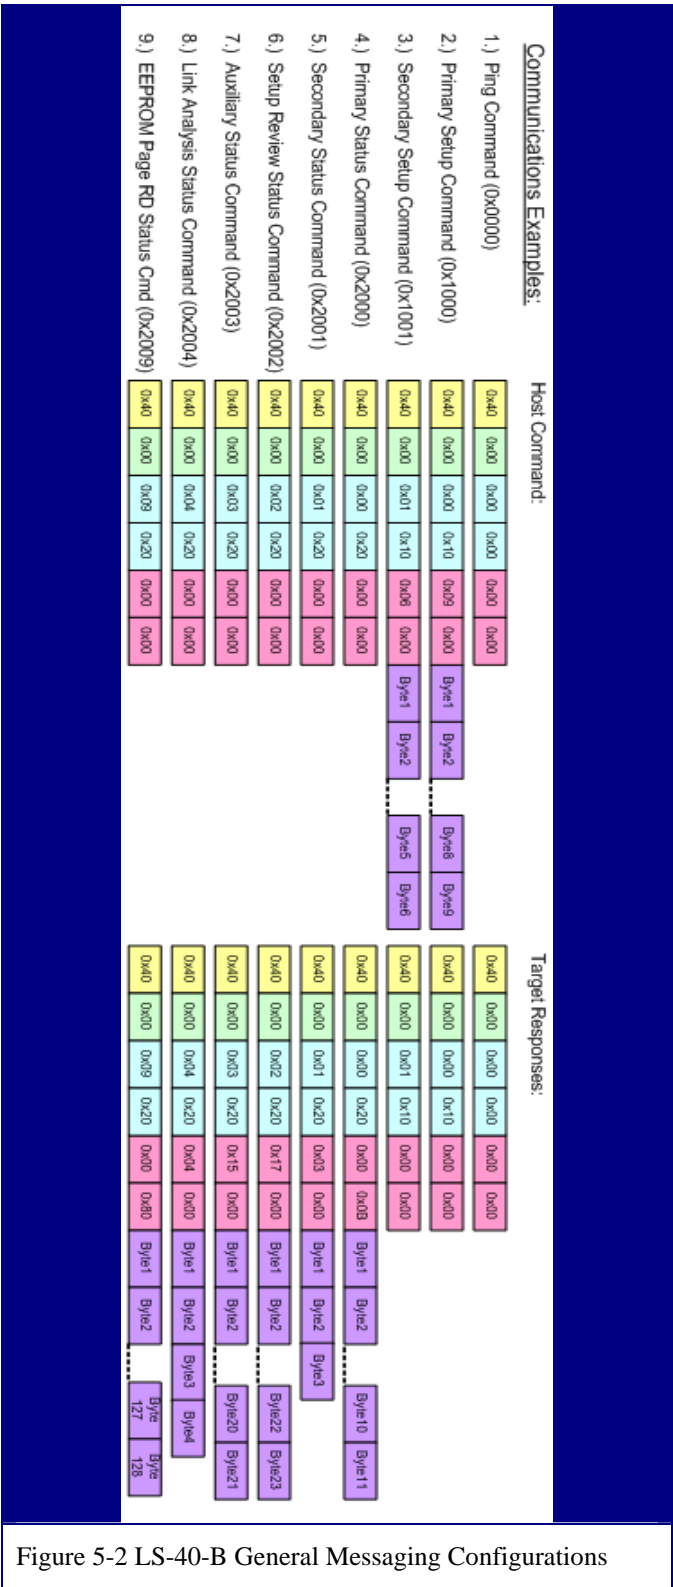 Communications Examples: Host Command: Target Responses:
1.) Ping Command (0x0000) 0x40 0x00 0x00 0x00 0x00 0x00 0x40 0x00 0x00 0x00 0x00 0x00
2.) Primary Setup Command (0x1000) 0x40 0x00 0x00 0x10 0x09 0x00 Byte1 Byte2 Byte8 Byte9 0x40 0x00 0x00 0x10 0x00 0x00
3.) Secondary Setup Command (0x1001) 0x40 0x00 0x01 0x10 0x06 0x00 Byte1 Byte2 Byte5 Byte6 0x40 0x00 0x01 0x10 0x00 0x00
4.) Primary Status Command (0x2000) 0x40 0x00 0x00 0x20 0x00 0x00 0x40 0x00 0x00 0x20 0x00 0x0B Byte1 Byte2 Byte10 Byte11
5.) Secondary Status Command (0x2001) 0x40 0x00 0x01 0x20 0x00 0x00 0x40 0x00 0x01 0x20 0x03 0x00 Byte1 Byte2 Byte3
6.) Setup Review Status Command (0x2002) 0x40 0x00 0x02 0x20 0x00 0x00 0x40 0x00 0x02 0x20 0x17 0x00 Byte1 Byte2 Byte22 Byte23
7.) Auxiliary Status Command (0x2003) 0x40 0x00 0x03 0x20 0x00 0x00 0x40 0x00 0x03 0x20 0x15 0x00 Byte1 Byte2 Byte20 Byte21
8.) Link Analysis Status Command (0x2004) 0x40 0x00 0x04 0x20 0x00 0x00 0x40 0x00 0x04 0x20 0x04 0x00 Byte1 Byte2 Byte3 Byte4
9.) EEPROM Page RD Status Cmd (0x2009) 0x40 0x00 0x09 0x20 0x00 0x00 0x40 0x00 0x09 0x20 0x00 0x80 Byte1 Byte2 Byte 127 Byte 128
Figure 5-2 LS-40-B General Messaging Configurations